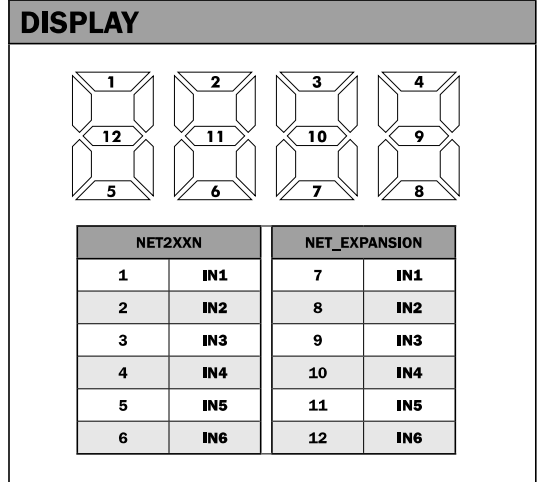 DISPLAY
1 2 3 4
12 11 10 9
5 6 7 8
NET2XXN NET_EXPANSION
1 IN1 7 IN1
2 IN2 8 IN2
3 IN3 9 IN3
4 IN4 10 IN4
5 IN5 11 IN5
6 IN6 12 IN6